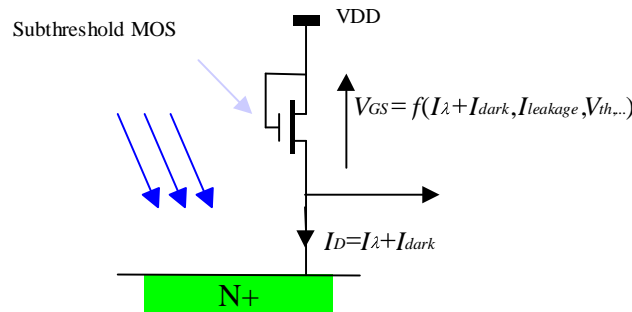 VDD
Subthreshold MOS
VGS= f(Iλ+Idark,Ileakage,Vth,..)
ID=Iλ+Idark
N+